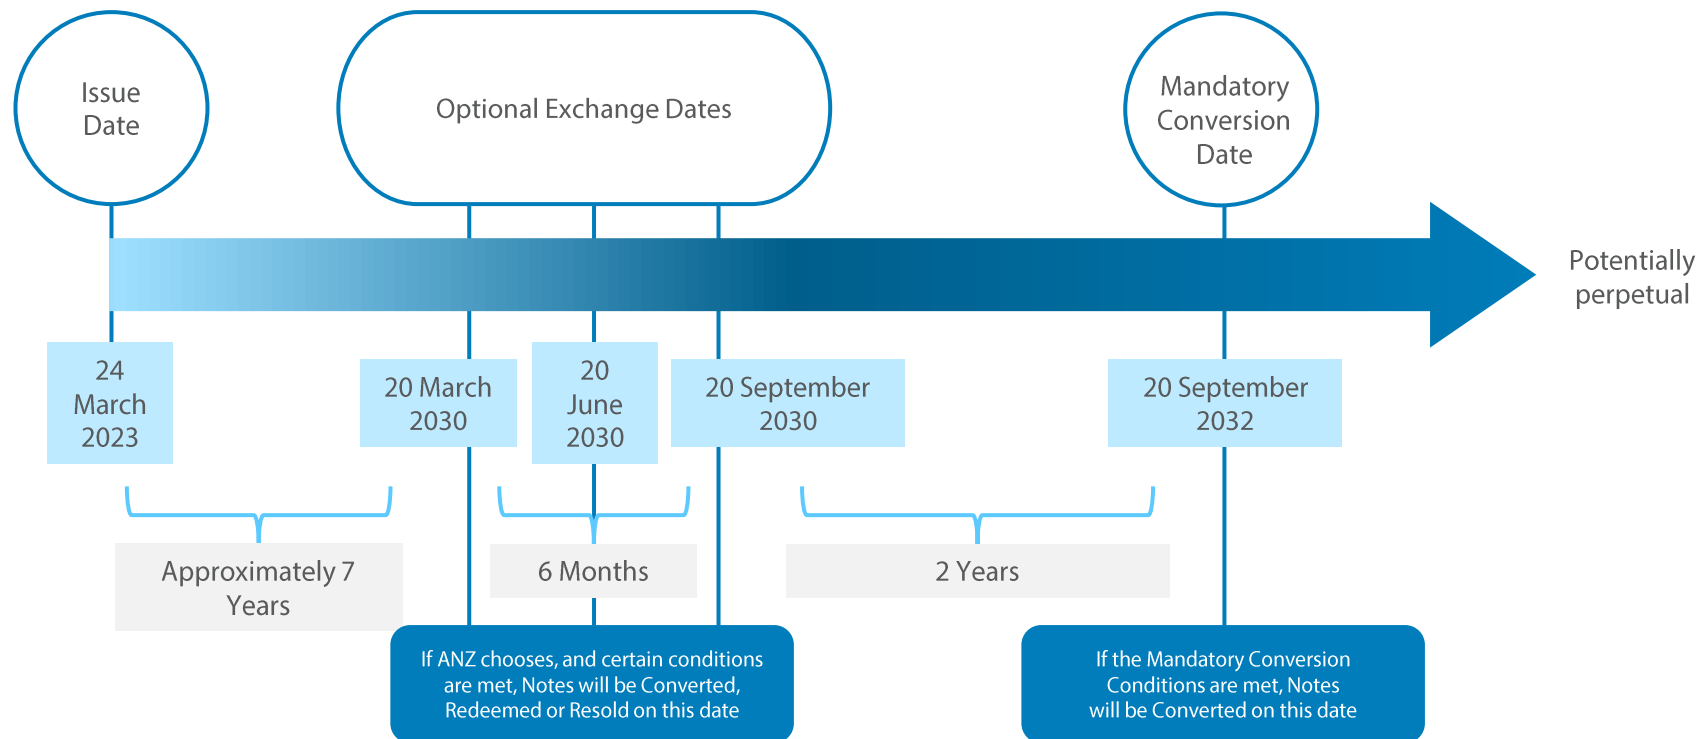 Issue
Date
Optional Exchange Dates
Mandatory
Conversion
Date
Potentially
perpetual
24
March
2023
20 March
2030
20
June
2030
20 September
2030
20 September
2032
Approximately 7
Years
6 Months
2 Years
If ANZ chooses, and certain conditions
are met, Notes will be Converted,
Redeemed or Resold on this date
If the Mandatory Conversion
Conditions are met, Notes
will be Converted on this date